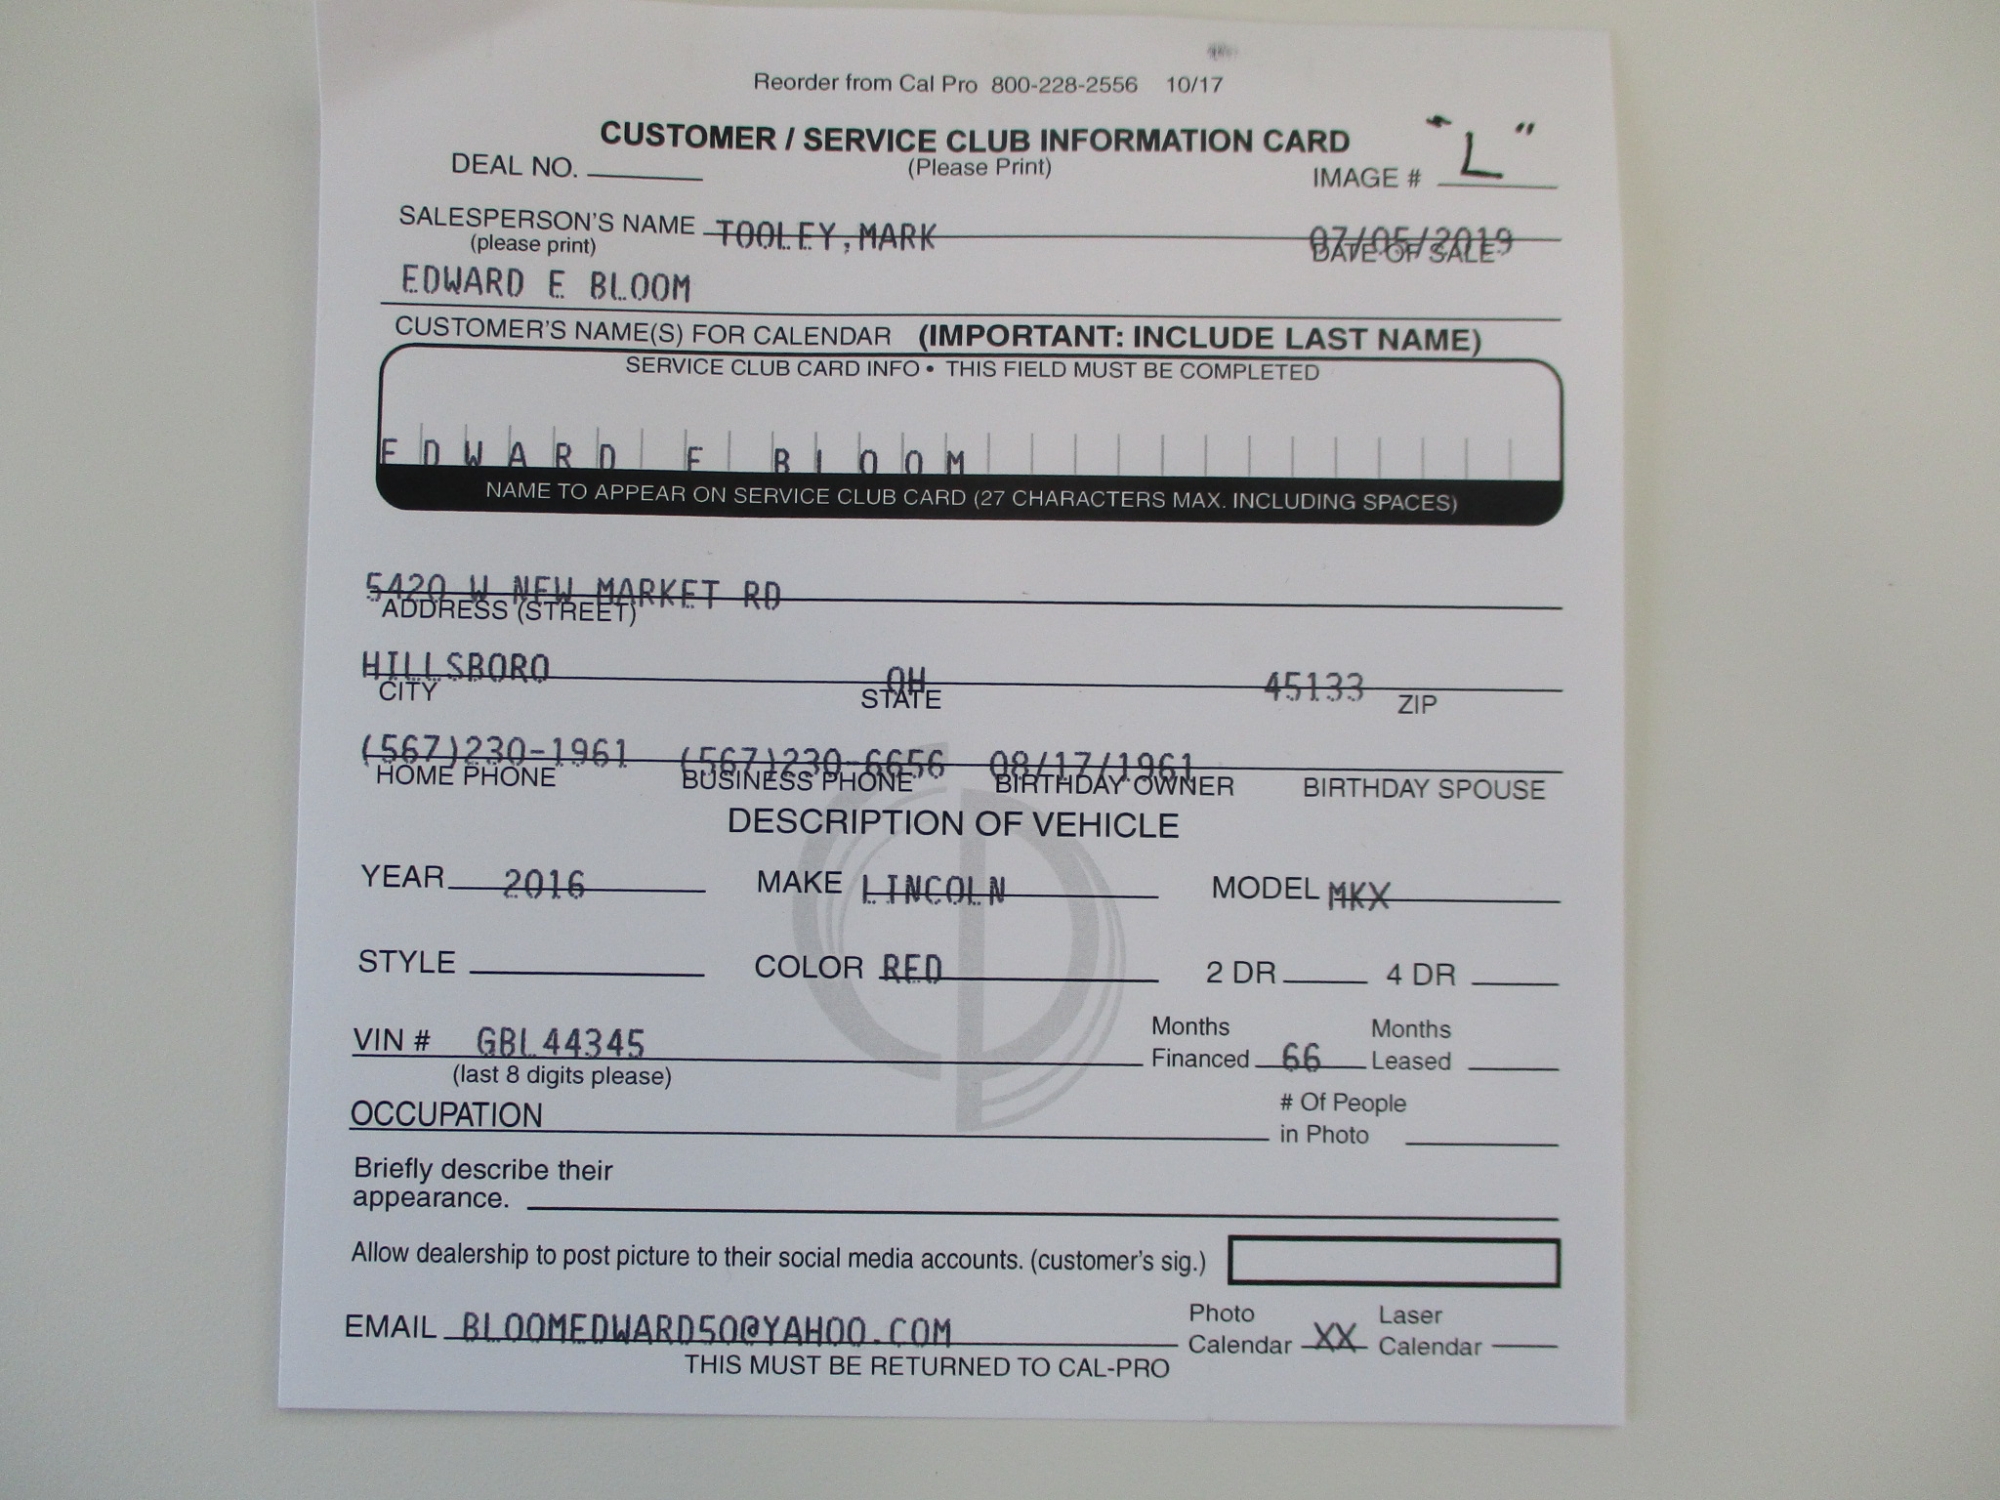 Reorder from Cal Pro 800-228-2556 10/17
CUSTOMER / SERVICE CLUB INFORMATION CARD
DEAL NO. (Please Print) IMAGE # "L"
SALESPERSON'S NAME TOOLEY,MARK 07/05/2019
(please print) DATE OF SALE
EDWARD E BLOOM
CUSTOMER'S NAME(S) FOR CALENDAR (IMPORTANT: INCLUDE LAST NAME)
SERVICE CLUB CARD INFO • THIS FIELD MUST BE COMPLETED
EDWARD E BLOOM
NAME TO APPEAR ON SERVICE CLUB CARD (27 CHARACTERS MAX. INCLUDING SPACES)
5420 W NEW MARKET RD
ADDRESS (STREET)
HILLSBORO OH 45133
CITY STATE ZIP
(567)230-1961 (567)230-6656 08/17/1961
HOME PHONE BUSINESS PHONE BIRTHDAY OWNER BIRTHDAY SPOUSE
DESCRIPTION OF VEHICLE
YEAR 2016 MAKE LINCOLN MODEL MKX
STYLE COLOR RED 2 DR 4 DR
Months Months
VIN # GBL44345 Financed 66 Leased
(last 8 digits please)
OCCUPATION # Of People
in Photo
Briefly describe their
appearance.
Allow dealership to post picture to their social media accounts. (customer's sig.)
Photo Laser
EMAIL BLOOMEDWARD50@YAHOO.COM Calendar XX Calendar
THIS MUST BE RETURNED TO CAL-PRO